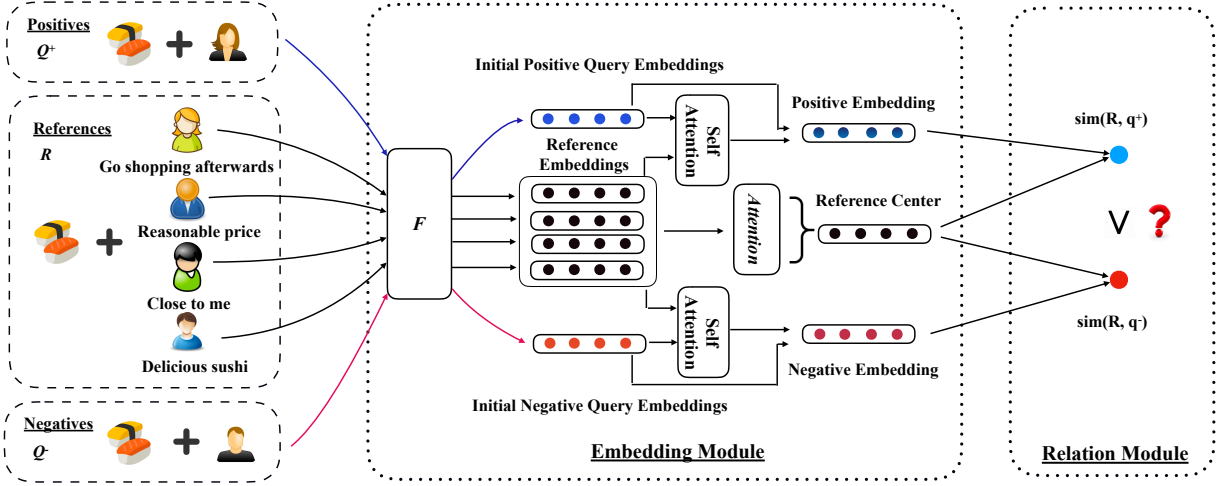 Positives
Q⁺
References
R
Go shopping afterwards
Reasonable price
Close to me
Delicious sushi
Negatives
Q⁻
F
Initial Positive Query Embeddings
Reference
Embeddings
Self
Attention
Positive Embedding
Attention
Reference Center
Self
Attention
Negative Embedding
Initial Negative Query Embeddings
Embedding Module
sim(R, q⁺)
∨ ?
sim(R, q⁻)
Relation Module